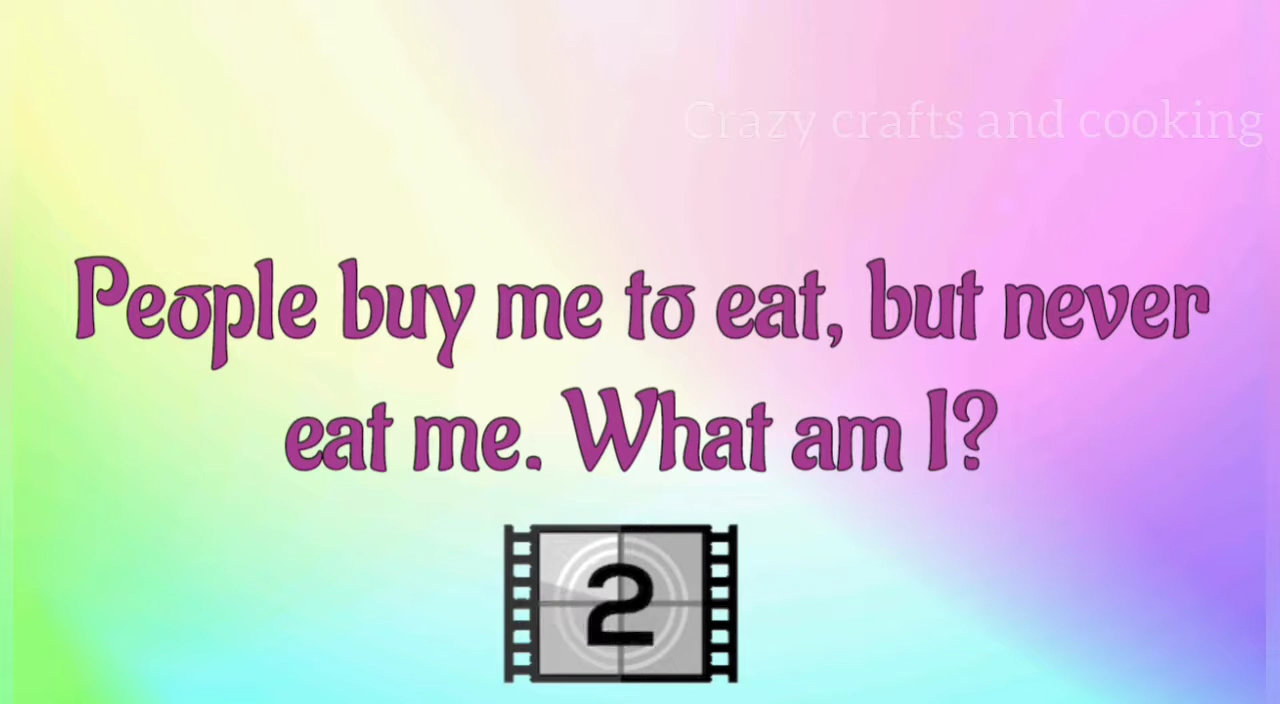 Crazy crafts and cooking
People buy me to eat, but never
eat me. What am I?
2